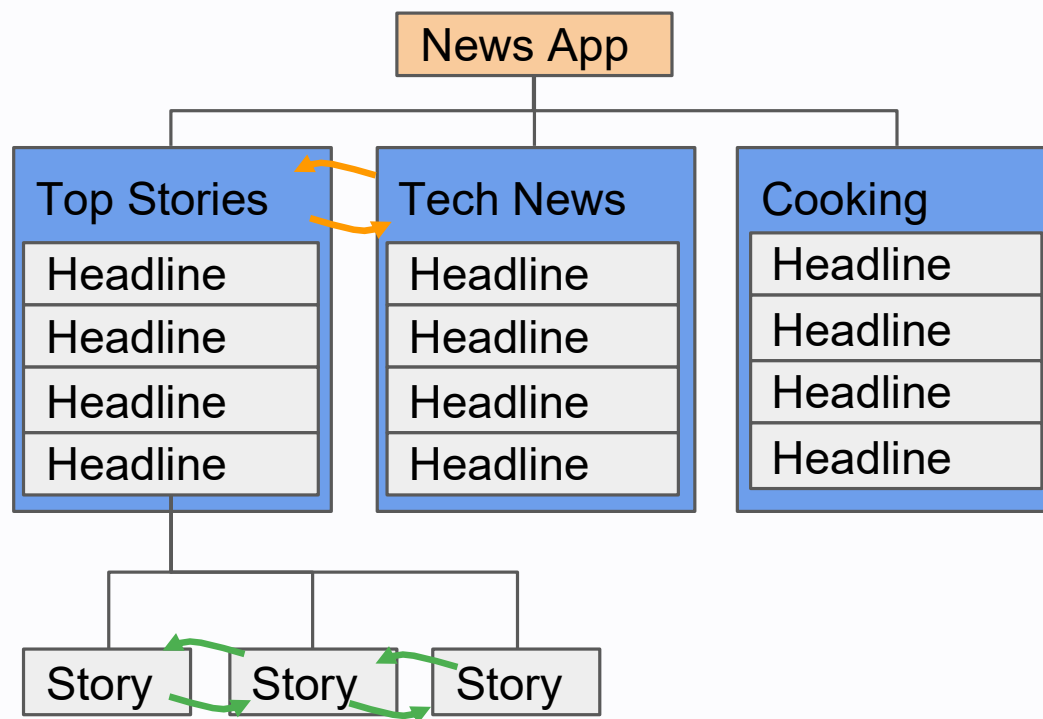 News App
Top Stories
Headline
Headline
Headline
Headline
Tech News
Headline
Headline
Headline
Headline
Cooking
Headline
Headline
Headline
Headline
Story
Story
Story